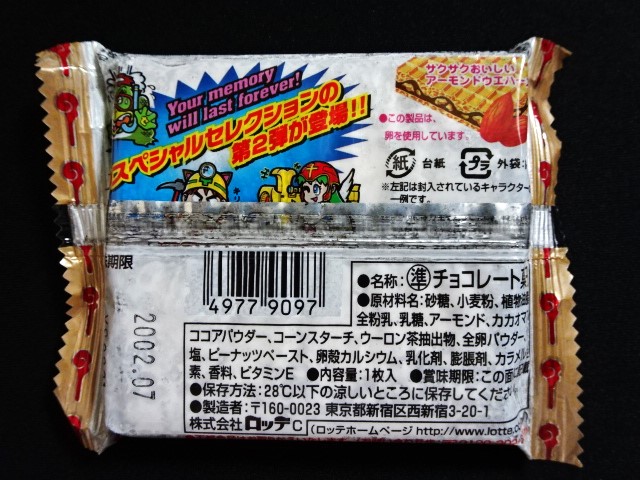 Your memory
will last forever!
スペシャルセレクションの
第2弾が登場!!
サクサクおいしい
アーモンドウエハー
●この製品は、
卵を使用しています。
紙 台紙 プラ 外袋
※左記は封入されているキャラクター
一例です。
期限
2002.07
4977 9097
●名称：準チョコレート菓
●原材料名：砂糖、小麦粉、植物油
全粉乳、乳糖、アーモンド、カカオマ
ココアパウダー、コーンスターチ、ウーロン茶抽出物、全卵パウダー、
塩、ピーナッツペースト、卵殻カルシウム、乳化剤、膨脹剤、カラメル
素、香料、ビタミンE ●内容量：1枚入 ●賞味期限：この面に
●保存方法：28℃以下の涼しいところに保存してください
●製造者：〒160-0023 東京都新宿区西新宿3-20-1
株式会社 ロッテ C (ロッテホームページ http://www.lotte.c